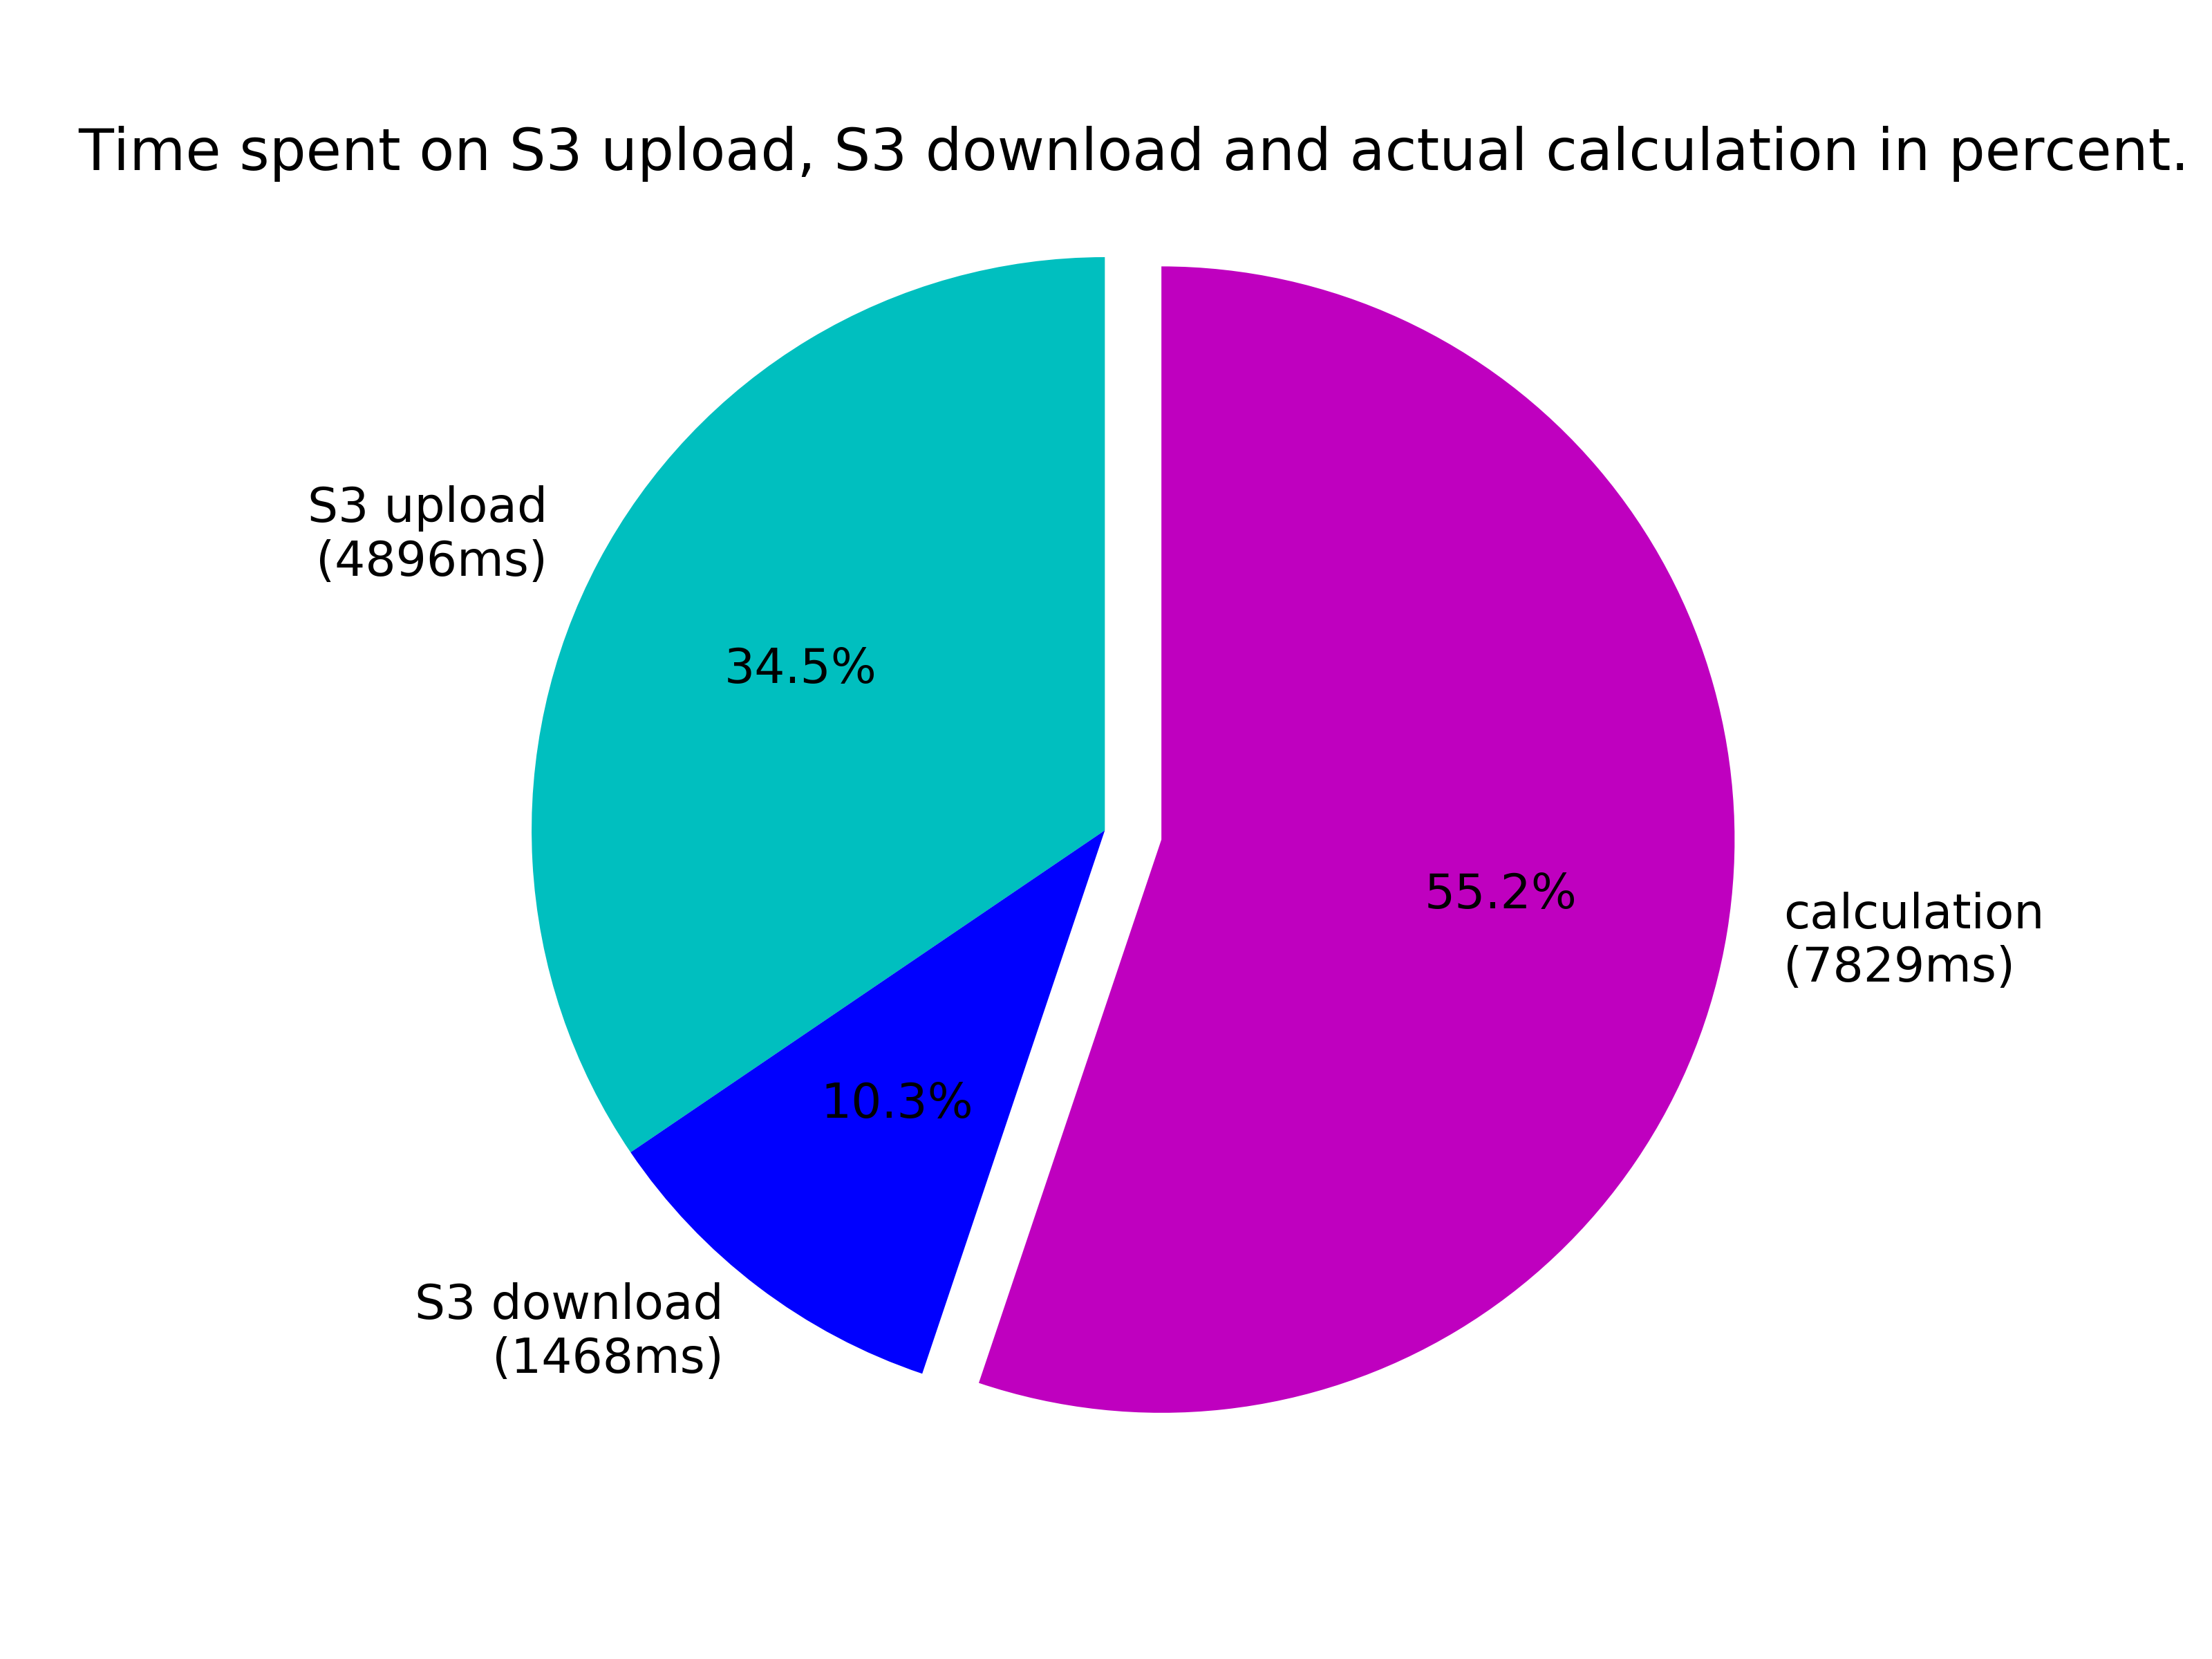 Time spent on S3 upload, S3 download and actual calculation in percent.
S3 upload
(4896ms)
34.5%
55.2%
calculation
(7829ms)
10.3%
S3 download
(1468ms)